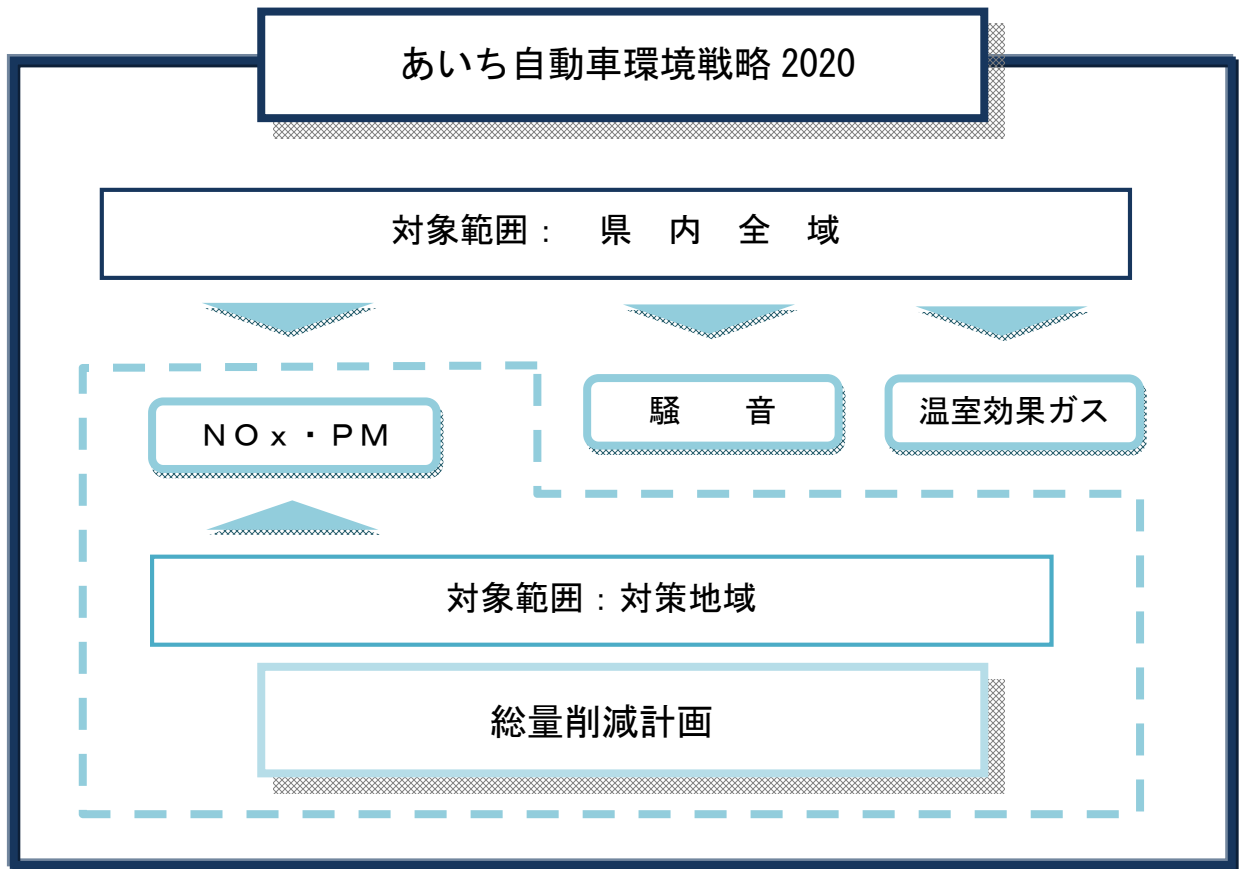 あいち自動車環境戦略 2020
対象範囲： 県 内 全 域
ＮＯｘ・ＰＭ
騒 音
温室効果ガス
対象範囲：対策地域
総量削減計画